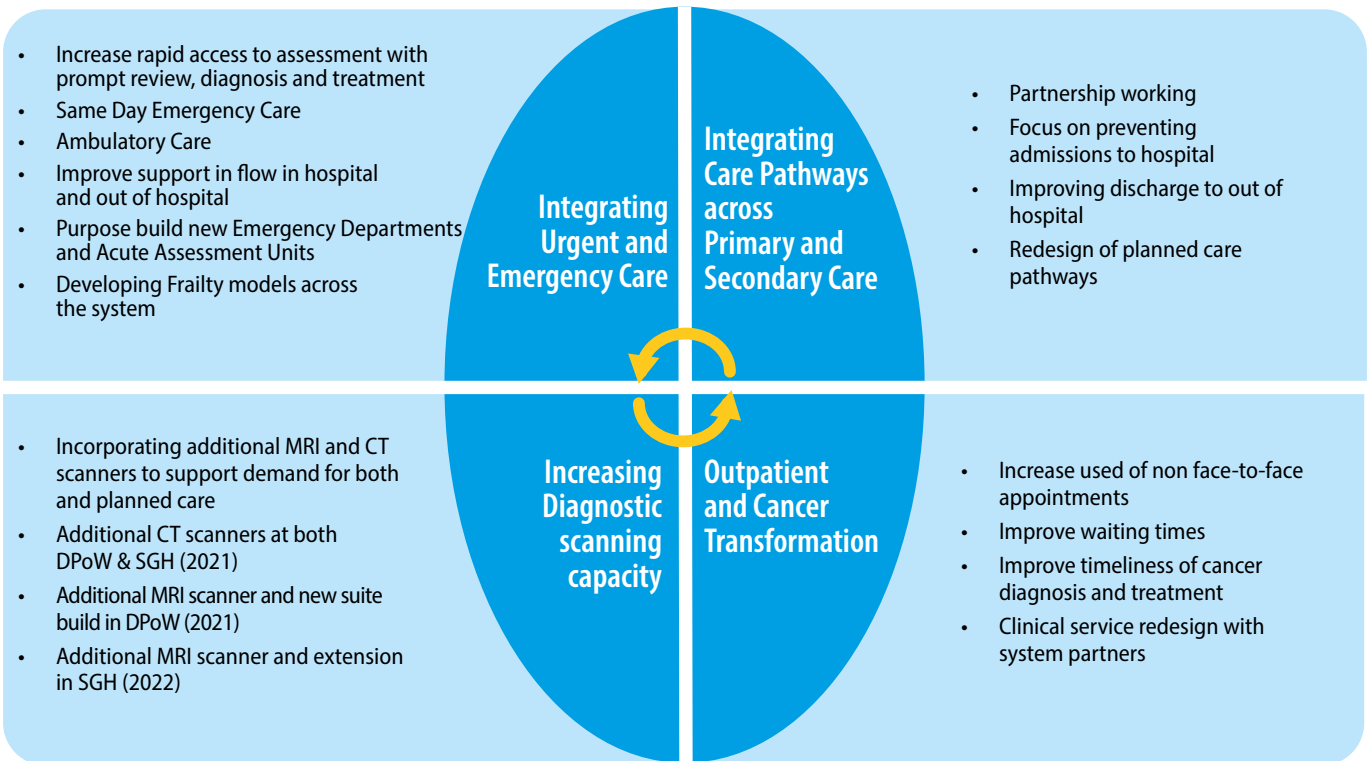 • Increase rapid access to assessment with
prompt review, diagnosis and treatment
• Same Day Emergency Care
• Ambulatory Care
• Improve support in flow in hospital
and out of hospital
• Purpose build new Emergency Departments
and Acute Assessment Units
• Developing Frailty models across
the system
Integrating
Urgent and
Emergency Care
Integrating
Care Pathways
across
Primary and
Secondary Care
• Partnership working
• Focus on preventing
admissions to hospital
• Improving discharge to out of
hospital
• Redesign of planned care
pathways
• Incorporating additional MRI and CT
scanners to support demand for both
and planned care
• Additional CT scanners at both
DPoW & SGH (2021)
• Additional MRI scanner and new suite
build in DPoW (2021)
• Additional MRI scanner and extension
in SGH (2022)
Increasing
Diagnostic
scanning
capacity
Outpatient
and Cancer
Transformation
• Increase used of non face-to-face
appointments
• Improve waiting times
• Improve timeliness of cancer
diagnosis and treatment
• Clinical service redesign with
system partners